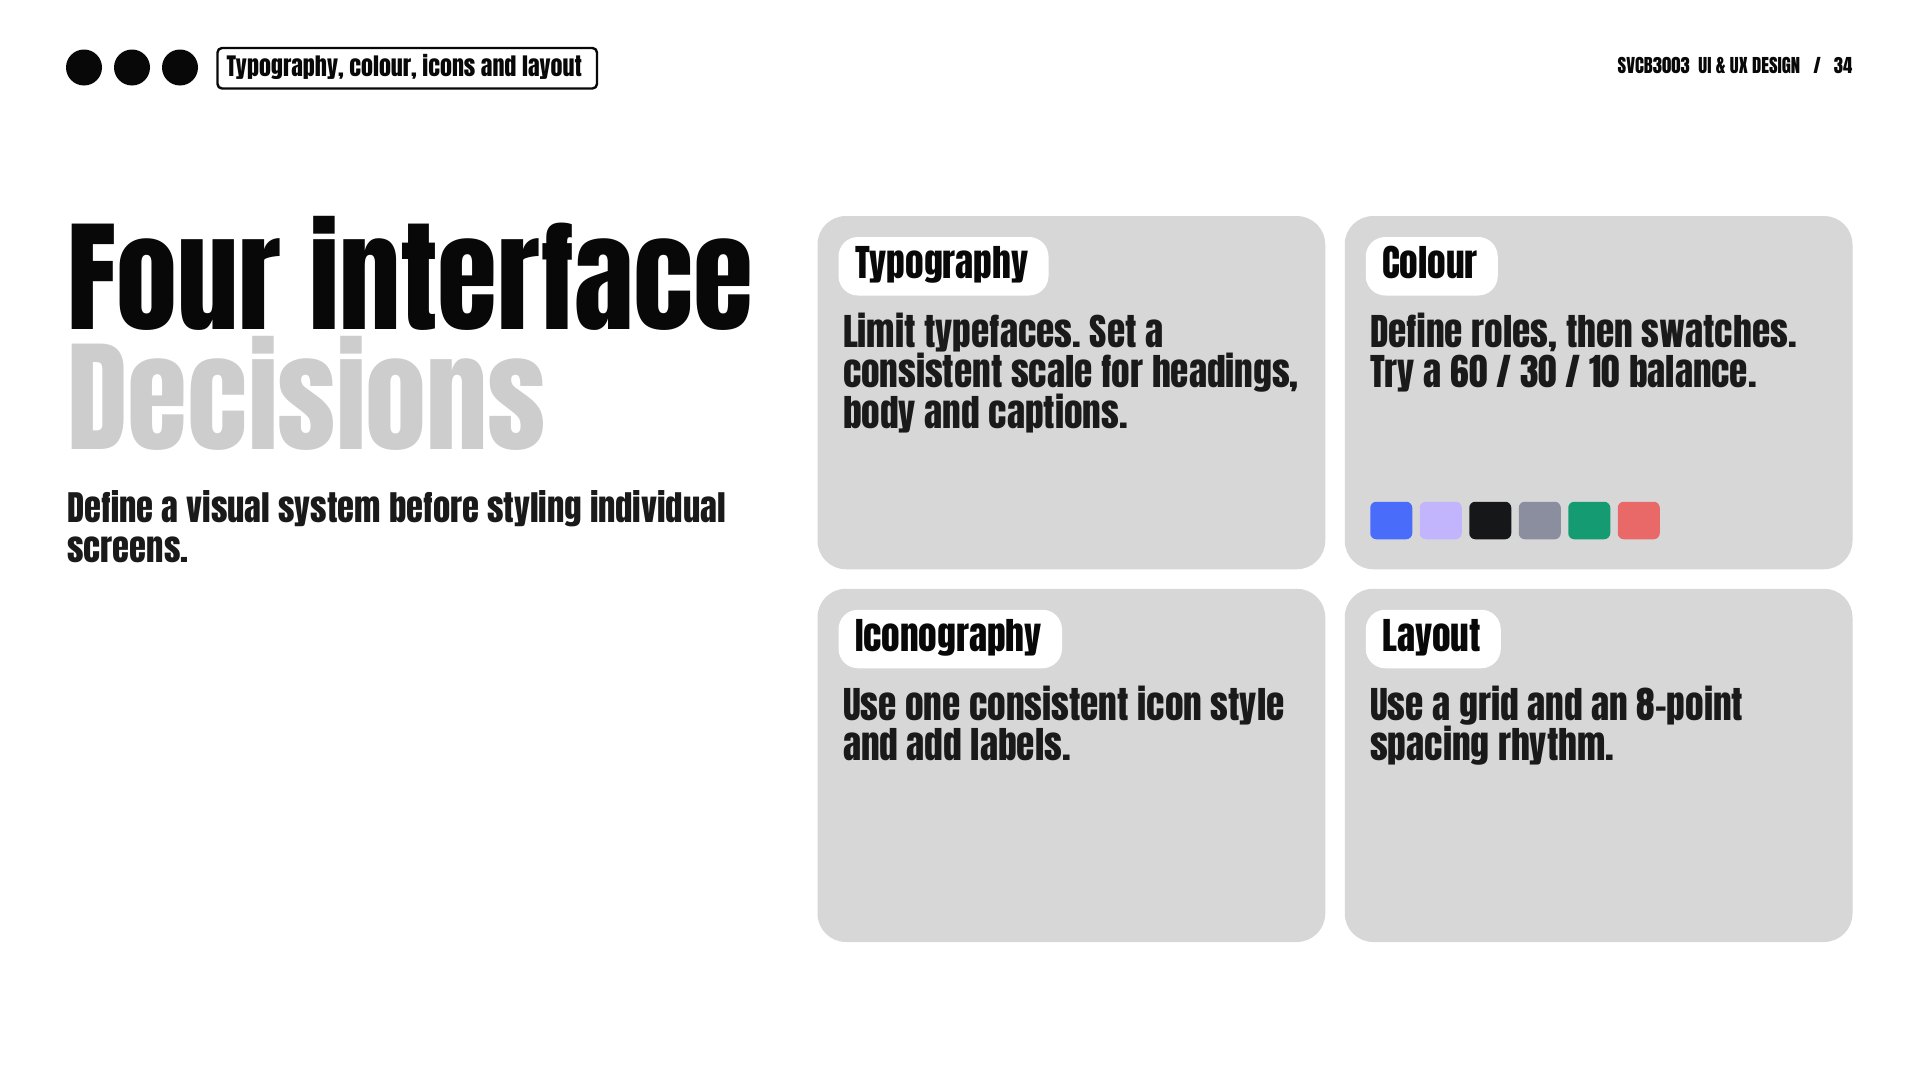 Typography, colour, icons and layout
SVCB3003 UI & UX DESIGN / 34
Four interface
Decisions
Define a visual system before styling individual
screens.
Typography
Limit typefaces. Set a
consistent scale for headings,
body and captions.
Colour
Define roles, then swatches.
Try a 60 / 30 / 10 balance.
Iconography
Use one consistent icon style
and add labels.
Layout
Use a grid and an 8-point
spacing rhythm.